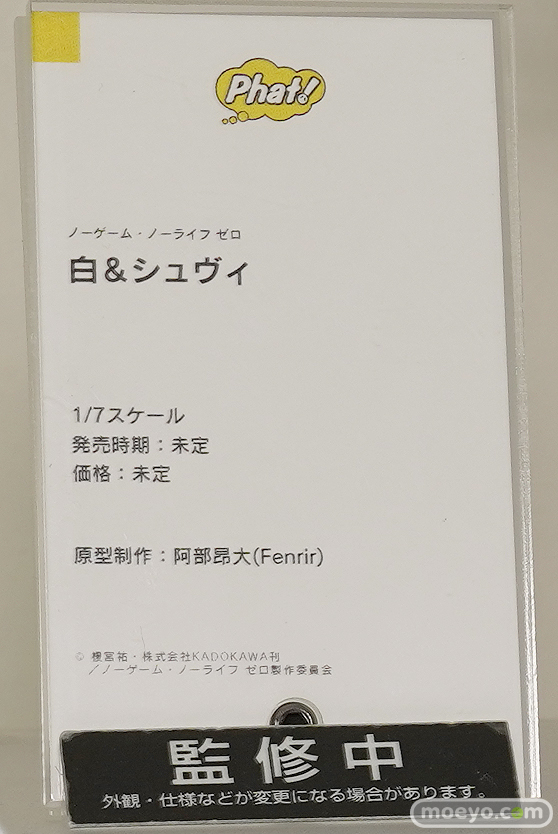 Phat!
ノーゲーム・ノーライフ ゼロ
白&シュヴィ
1/7スケール
発売時期：未定
価格：未定
原型制作：阿部昂大(Fenrir)
© 榎宮祐・株式会社KADOKAWA刊
／ノーゲーム・ノーライフ ゼロ製作委員会
監修中
外観・仕様などが変更になる場合があります。
moeyo.com